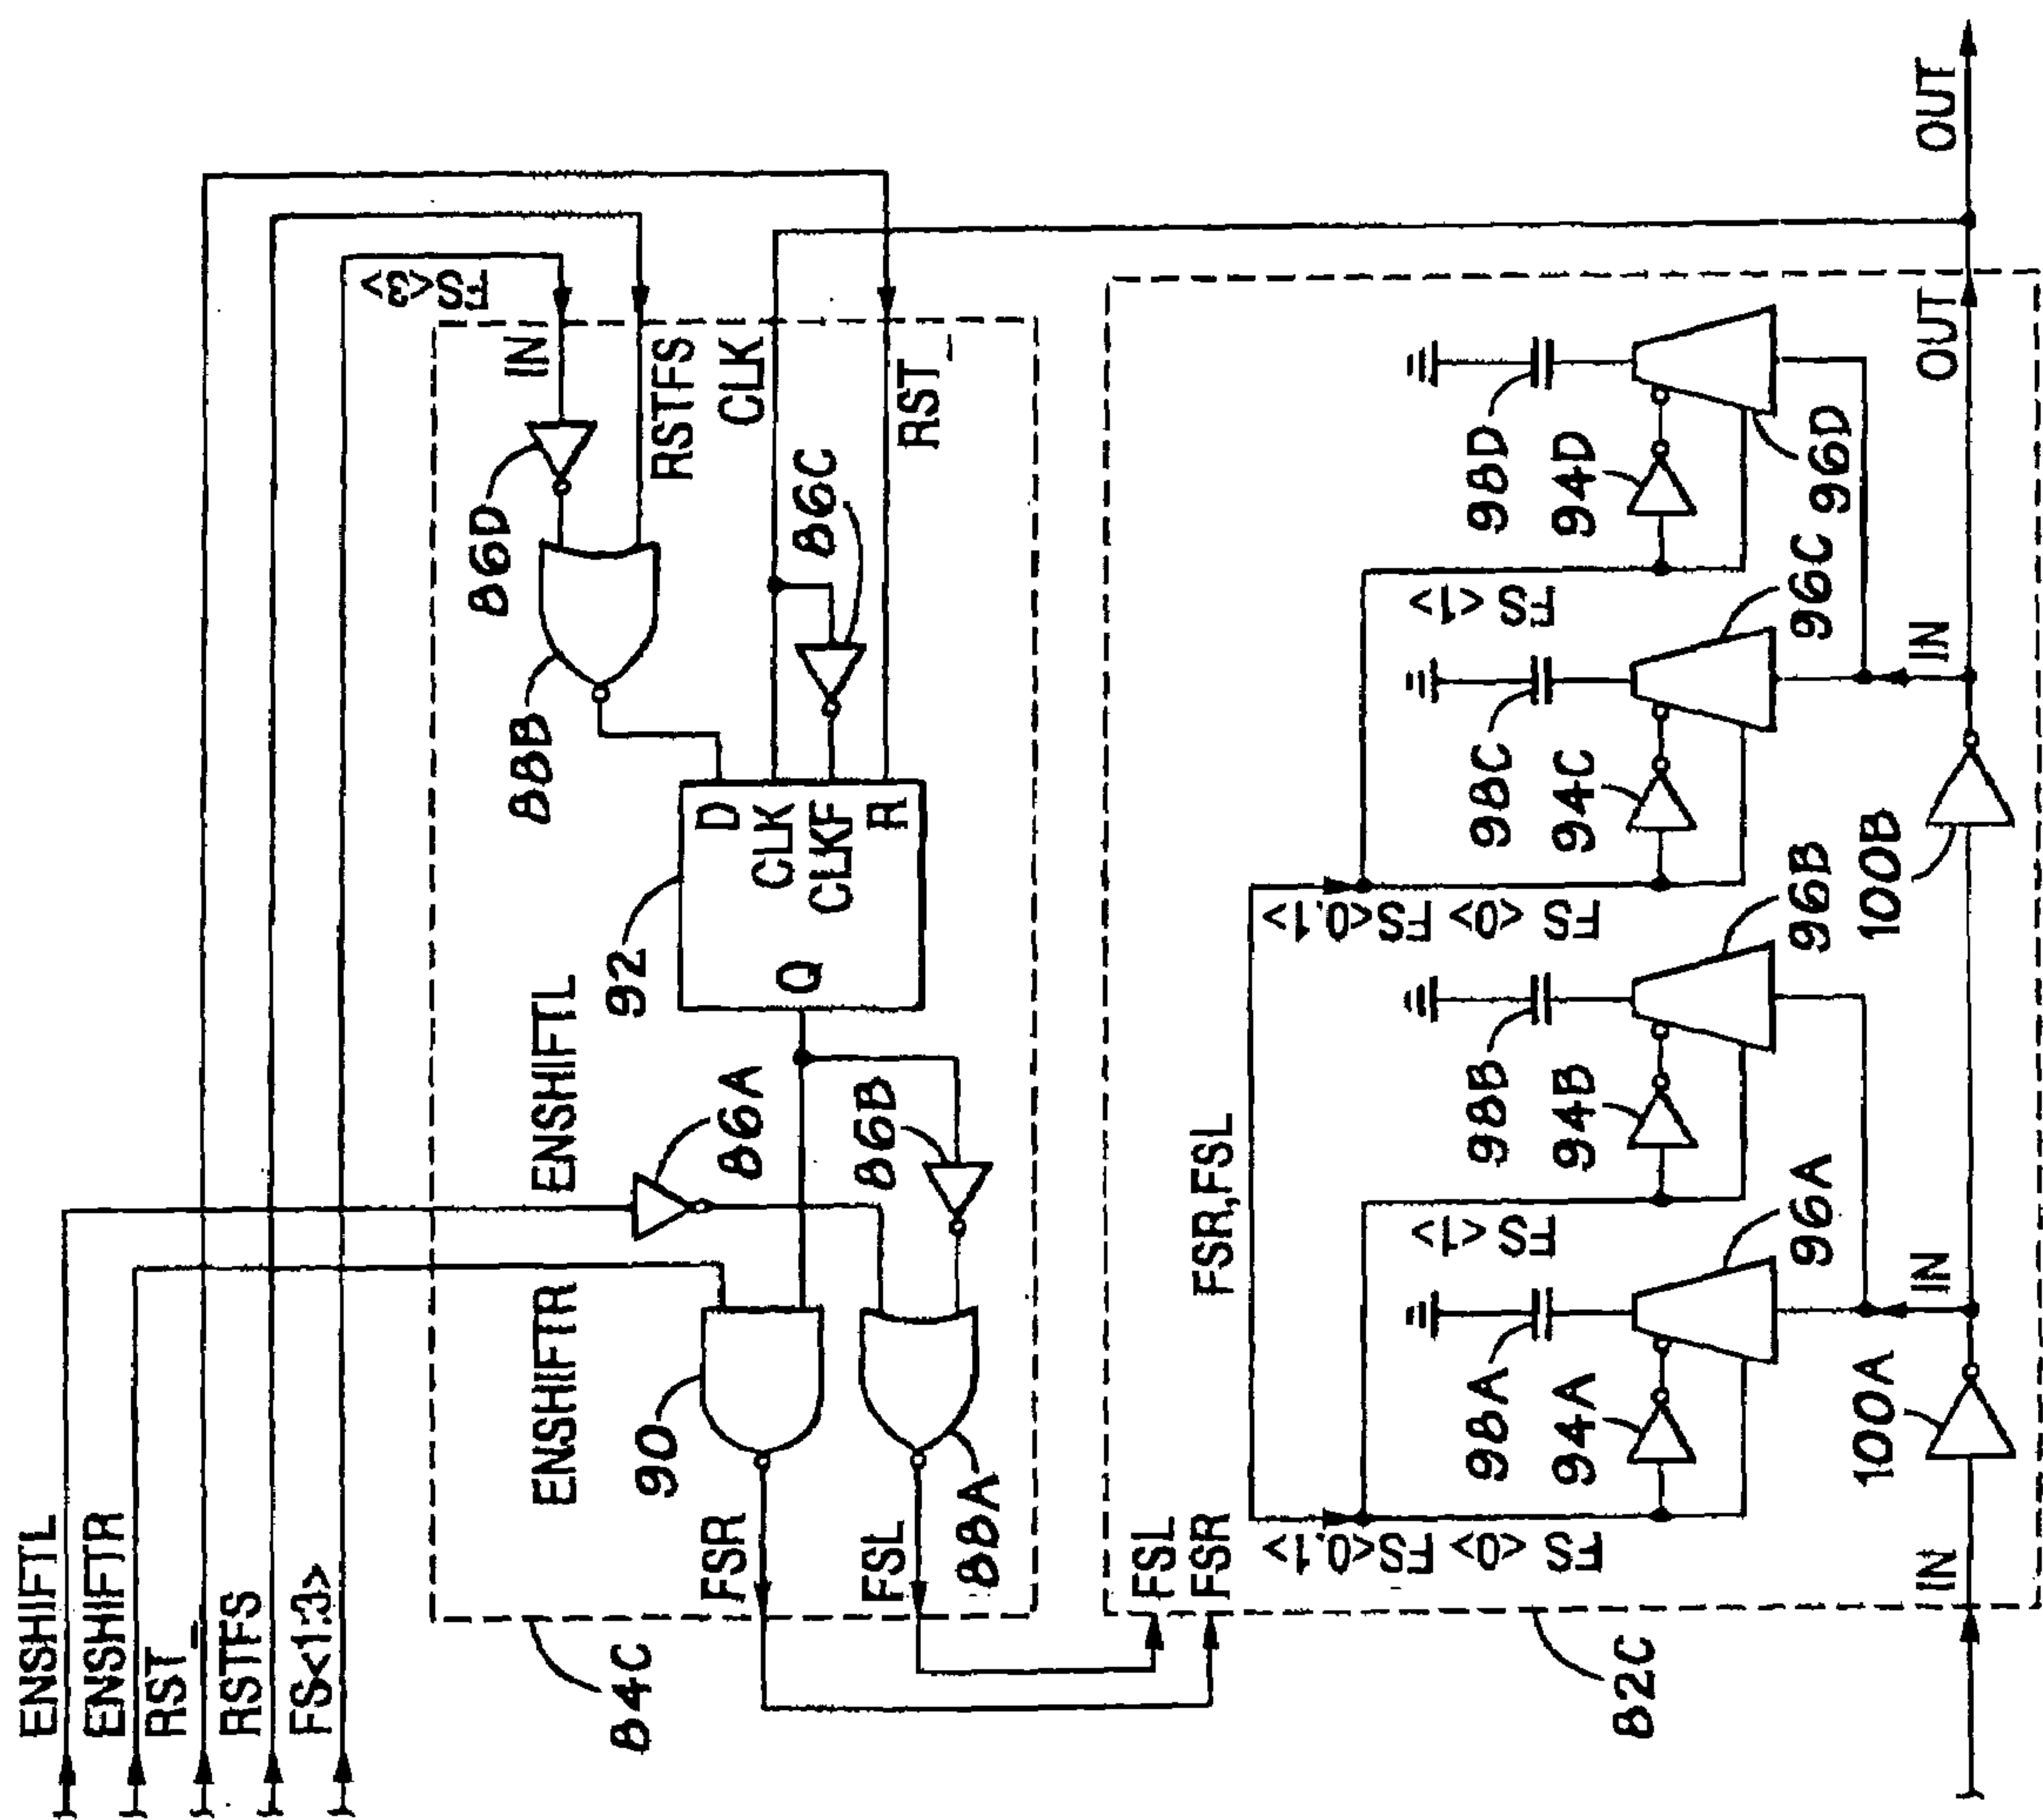 ENSHIFTL
ENSHIFTR
RST_
RSTFS
FS<1:3>
FS<3>
84C
ENSHIFTR
ENSHIFTL
86D
IN
88B
RSTFS
90
92
86A
86B
86C
CLK
RST_
D
CLK
CLKF
R
Q
FSR
FSL
88A
FSL
FSR
FSR,FSL
FS<0:1>
FS<0:1>
FS <0>
FS <1>
FS <0>
FS <1>
98A
98B
98C
98D
94A
94B
94C
94D
82C
96A
96B
96C
96D
100A
100B
IN
IN
IN
OUT
OUT